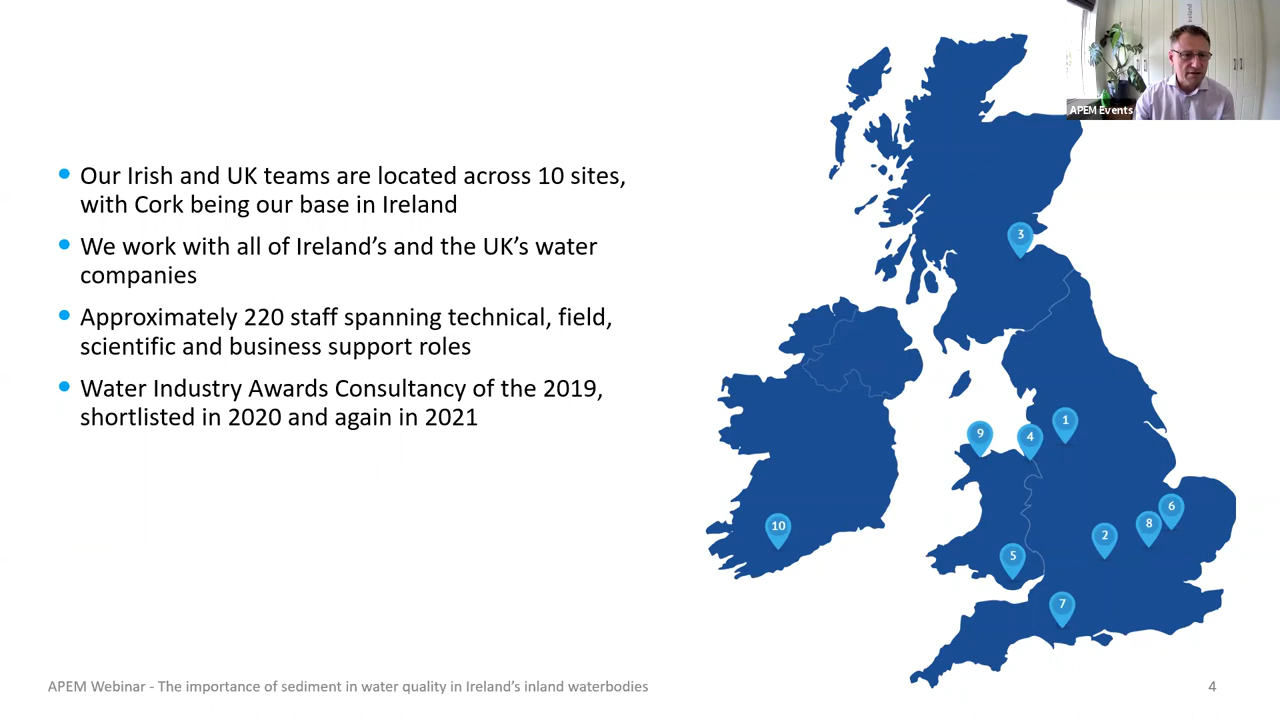 Our Irish and UK teams are located across 10 sites,
with Cork being our base in Ireland
We work with all of Ireland's and the UK's water
companies
Approximately 220 staff spanning technical, field,
scientific and business support roles
Water Industry Awards Consultancy of the 2019,
shortlisted in 2020 and again in 2021
Ireland
APEM Events
3
1
9
4
6
10
8
2
5
7
APEM Webinar - The importance of sediment in water quality in Ireland's inland waterbodies
4